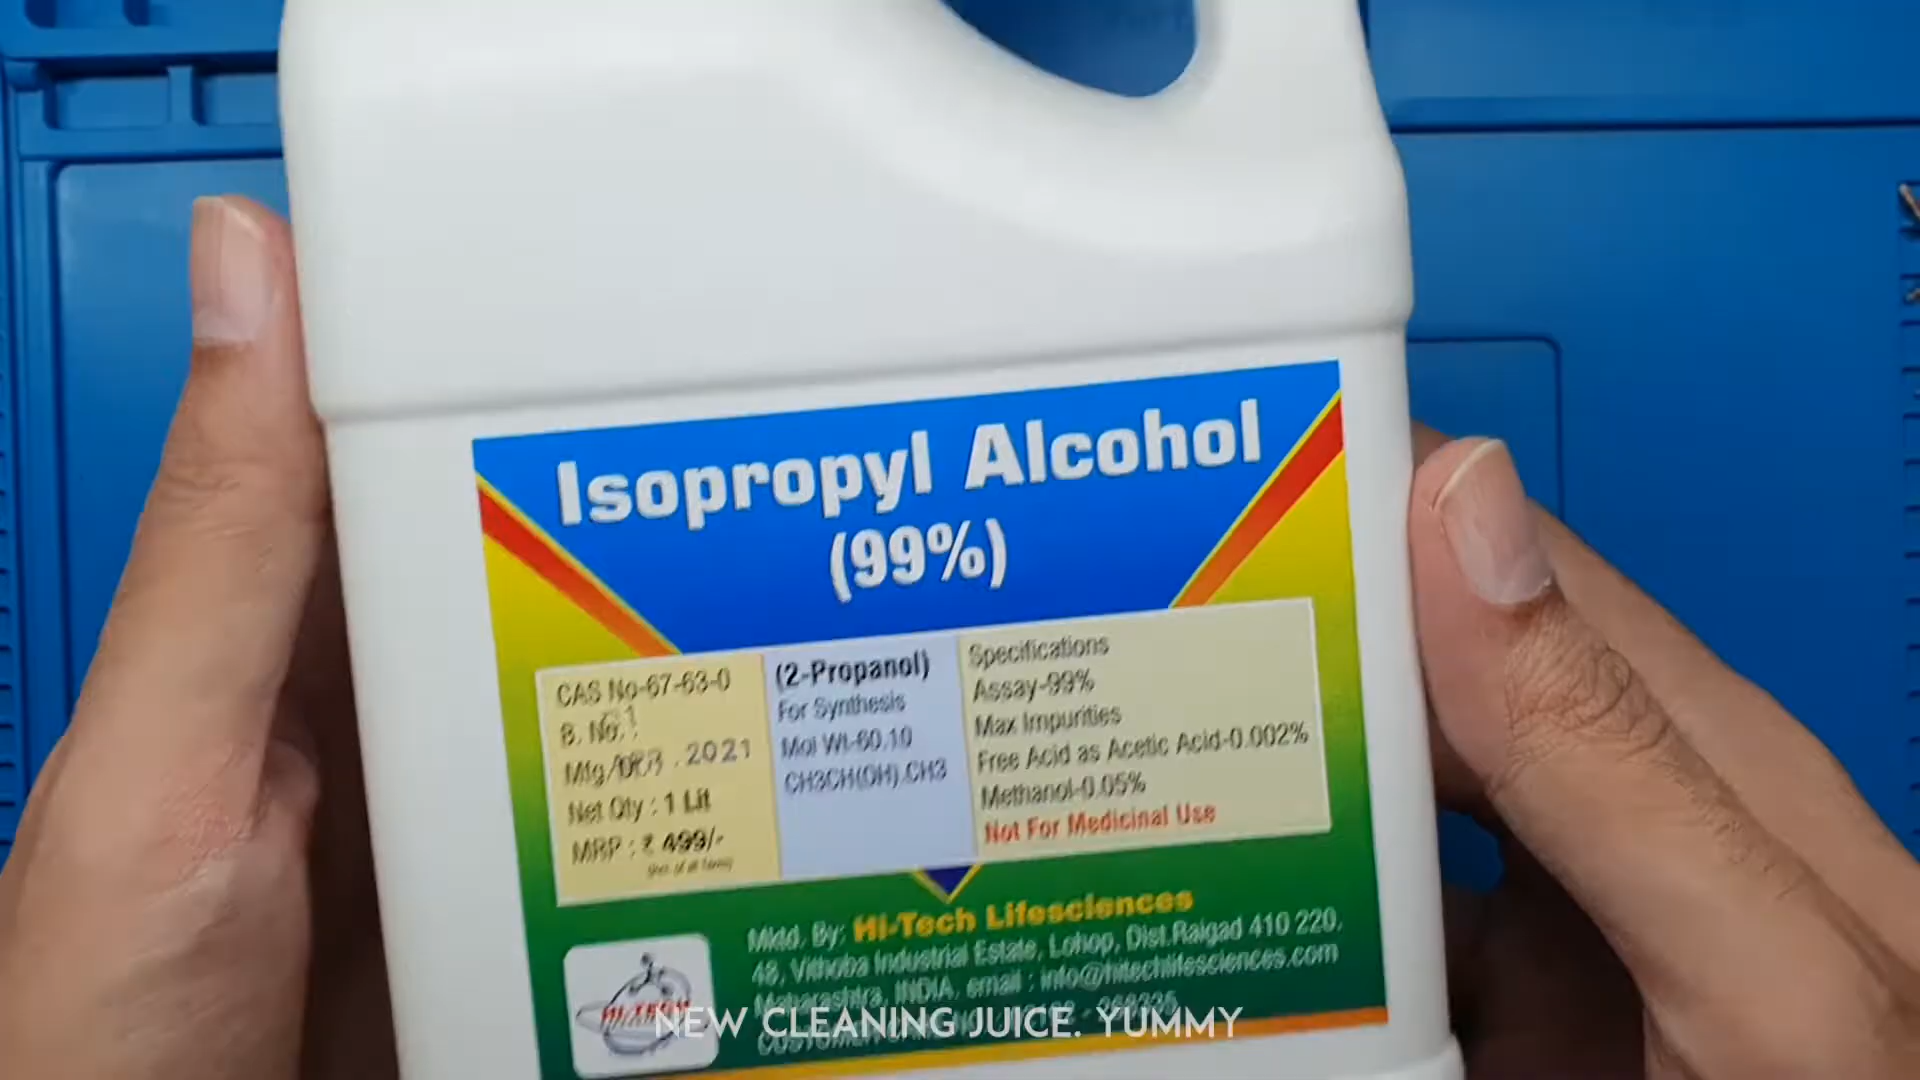 Isopropyl Alcohol
(99%)
CAS No-67-63-0
B. No.
Mfg 2021
Net Qty : 1 Lit
MRP : ₹ 499/-
(2-Propanol)
For Synthesis
Mol Wt-60.10
CH3CH(OH).CH3
Specifications
Assay-99%
Max Impurities
Free Acid as Acetic Acid-0.002%
Methanol-0.05%
Not For Medicinal Use
Mktd. By: Hi-Tech Lifesciences
48, Vithoba Industrial Estate, Lohop, Dist.Raigad 410 220.
Maharashtra, INDIA. email : info@hitechlifesciences.com
HI-TECH
NEW CLEANING JUICE. YUMMY